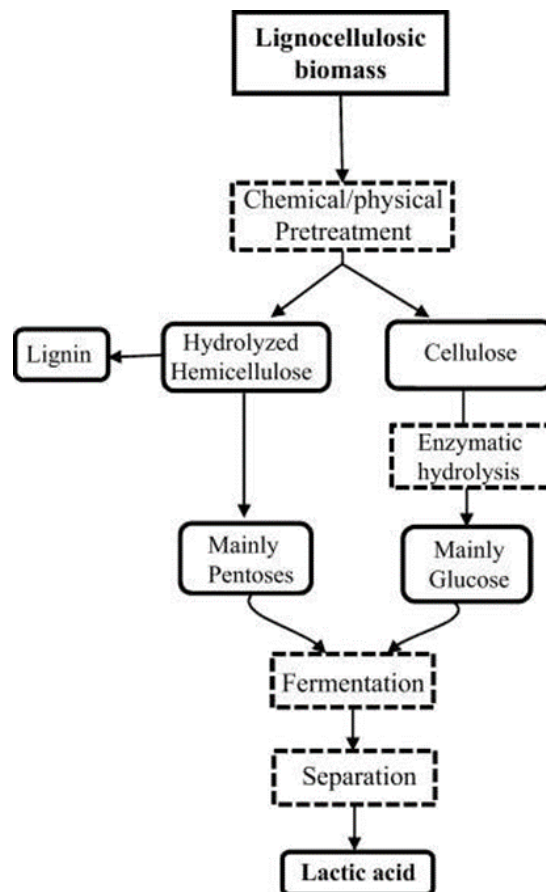 Lignocellulosic
biomass
Chemical/physical
Pretreatment
Lignin
Hydrolyzed
Hemicellulose
Cellulose
Enzymatic
hydrolysis
Mainly
Pentoses
Mainly
Glucose
Fermentation
Separation
Lactic acid